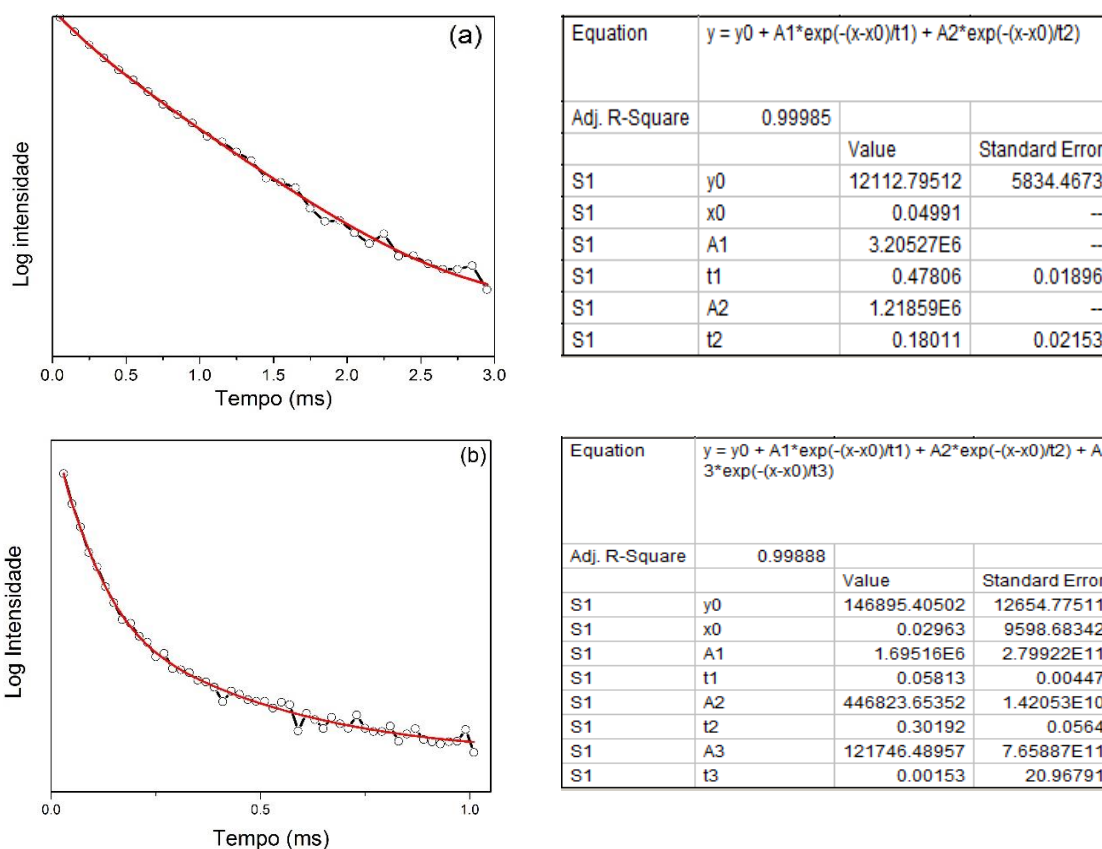 (a)
Log intensidade
0.0 0.5 1.0 1.5 2.0 2.5 3.0
Tempo (ms)
Equation y = y0 + A1*exp(-(x-x0)/t1) + A2*exp(-(x-x0)/t2)
Adj. R-Square 0.99985
Value Standard Error
S1 y0 12112.79512 5834.4673
S1 x0 0.04991 --
S1 A1 3.20527E6 --
S1 t1 0.47806 0.01896
S1 A2 1.21859E6 --
S1 t2 0.18011 0.02153
(b)
Log Intensidade
0.0 0.5 1.0
Tempo (ms)
Equation y = y0 + A1*exp(-(x-x0)/t1) + A2*exp(-(x-x0)/t2) + A
3*exp(-(x-x0)/t3)
Adj. R-Square 0.99888
Value Standard Error
S1 y0 146895.40502 12654.77511
S1 x0 0.02963 9598.68342
S1 A1 1.69516E6 2.79922E11
S1 t1 0.05813 0.00447
S1 A2 446823.65352 1.42053E10
S1 t2 0.30192 0.0564
S1 A3 121746.48957 7.65887E11
S1 t3 0.00153 20.96791